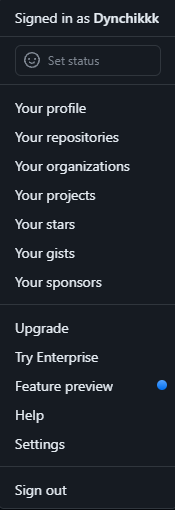 Signed in as Dynchikkk
Set status
Your profile
Your repositories
Your organizations
Your projects
Your stars
Your gists
Your sponsors
Upgrade
Try Enterprise
Feature preview
Help
Settings
Sign out